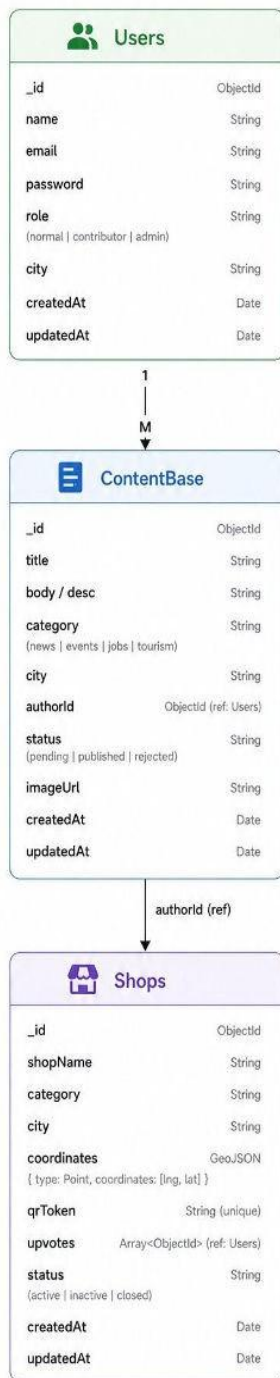 Users
_id ObjectId
name String
email String
password String
role String
(normal | contributor | admin)
city String
createdAt Date
updatedAt Date
1
M
ContentBase
_id ObjectId
title String
body / desc String
category String
(news | events | jobs | tourism)
city String
authorId ObjectId (ref: Users)
status String
(pending | published | rejected)
imageUrl String
createdAt Date
updatedAt Date
authorId (ref)
Shops
_id ObjectId
shopName String
category String
city String
coordinates GeoJSON
{ type: Point, coordinates: [lng, lat] }
qrToken String (unique)
upvotes Array<ObjectId> (ref: Users)
status String
(active | inactive | closed)
createdAt Date
updatedAt Date